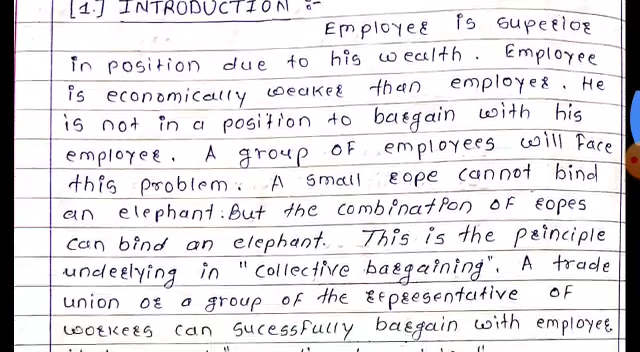 [1.] INTRODUCTION :-
Employer is superior
in position due to his wealth. Employee
is economically weaker than employer. He
is not in a position to bargain with his
employer. A group of employees will face
this problem. A small rope cannot bind
an elephant. But the combination of ropes
can bind an elephant. This is the principle
underlying in "collective bargaining". A trade
union or a group of the representative of
workers can sucessfully bargain with employer.